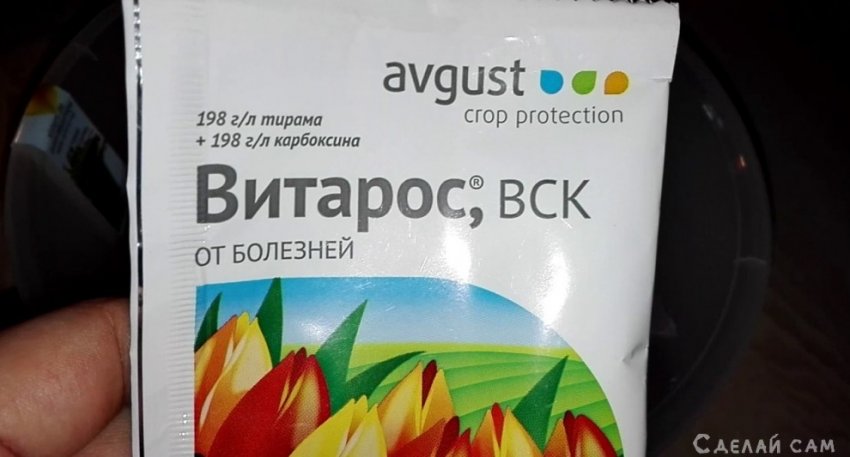 avgust
crop protection
198 г/л тирама
+ 198 г/л карбоксина
Витарос,® ВСК
ОТ БОЛЕЗНЕЙ
Сделай сам